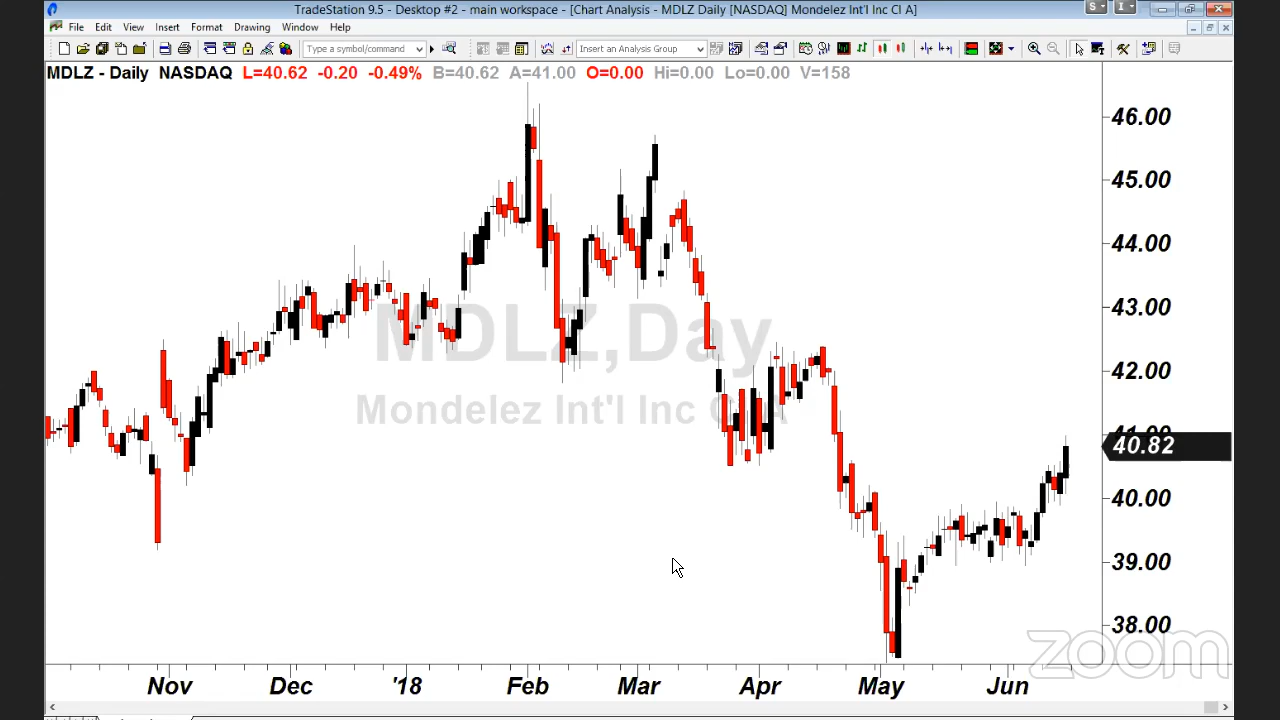 TradeStation 9.5 - Desktop #2 - main workspace - [Chart Analysis - MDLZ Daily [NASDAQ] Mondelez Int'l Inc Cl A]
S
I
File Edit View Insert Format Drawing Window Help
Type a symbol/command
Insert an Analysis Group
MDLZ - Daily NASDAQ L=40.62 -0.20 -0.49% B=40.62 A=41.00 O=0.00 Hi=0.00 Lo=0.00 V=158
46.00
45.00
44.00
43.00
MDLZ,Day
42.00
Mondelez Int'l Inc Cl A
41.00
40.82
40.00
39.00
38.00
zoom
Nov Dec '18 Feb Mar Apr May Jun